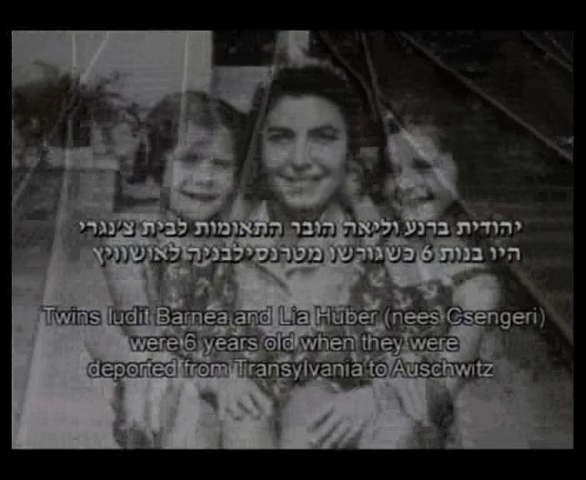 יהודית ברנע וליאה הובר התאומות לבית צ'נגרי
היו בנות 6 כשגורשו מטרנסילבניה לאושוויץ
Twins Iudit Barnea and Lia Huber (nees Csengeri)
were 6 years old when they were
deported from Transylvania to Auschwitz